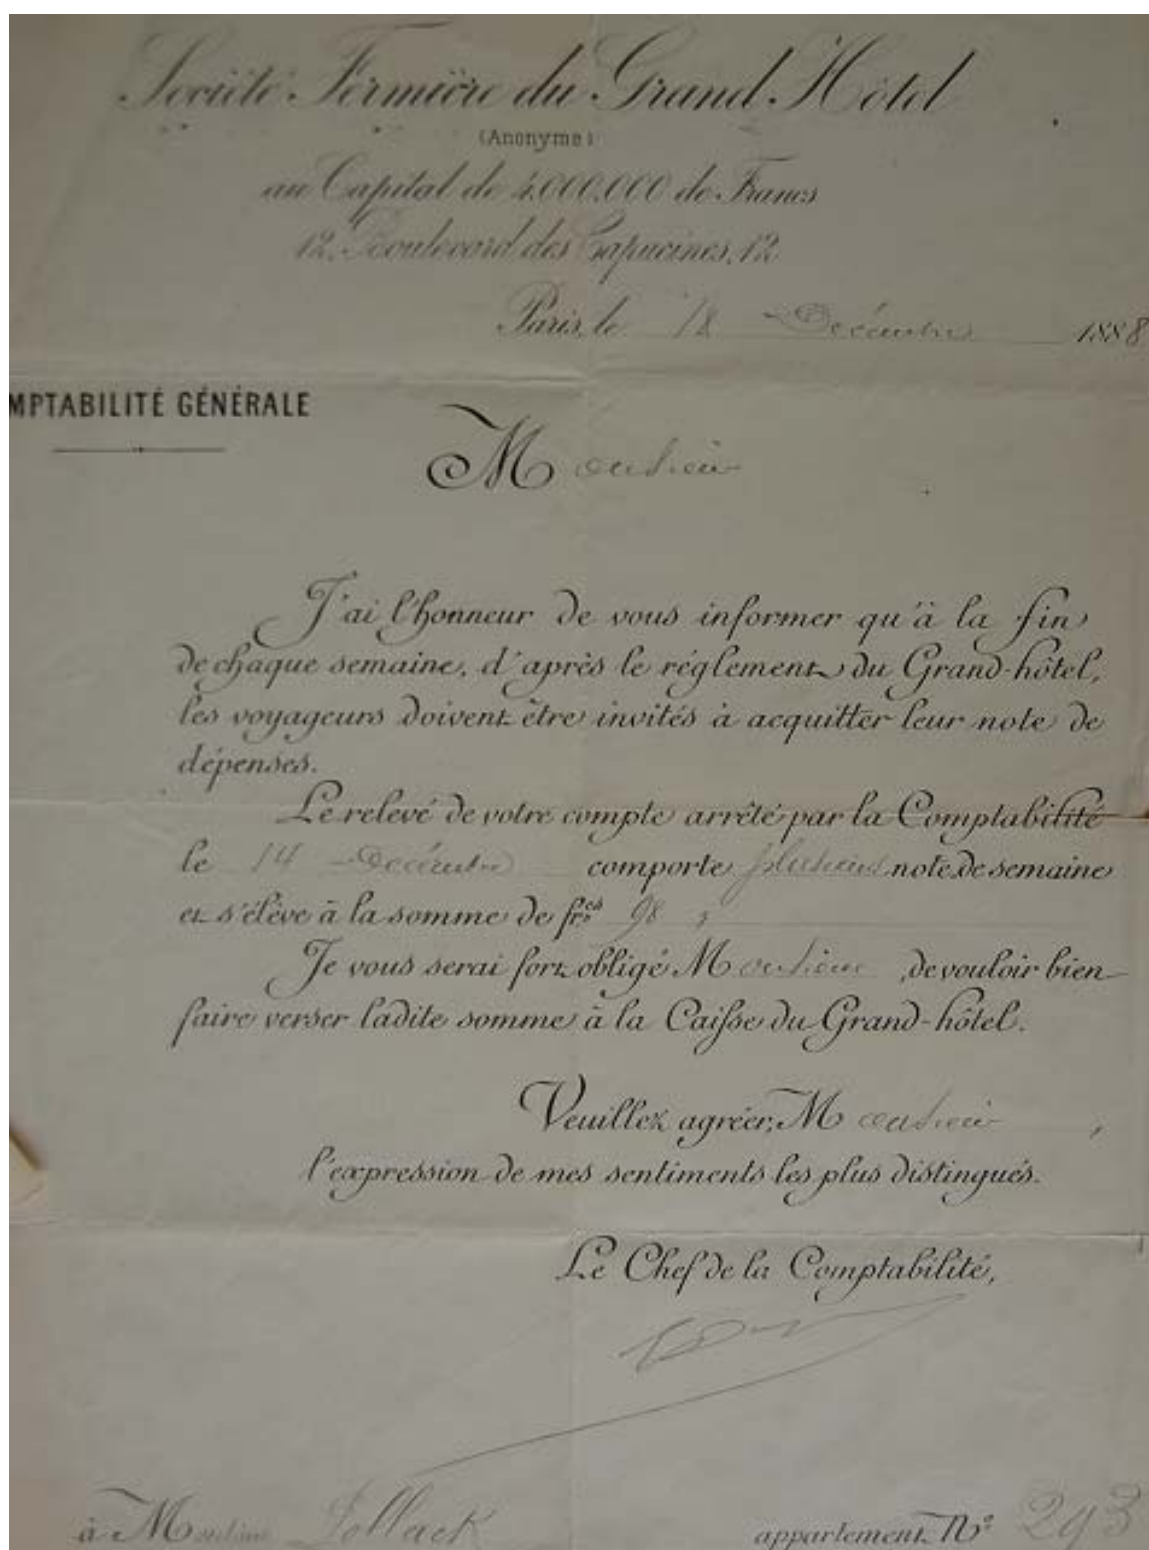 Société Fermière du Grand Hôtel
(Anonyme)
au Capital de 4.000.000 de Francs
12, Boulevard des Capucines, 12
Paris, le 18 Décembre 1888
MPTABILITÉ GÉNÉRALE
Monsieur
J'ai l'honneur de vous informer qu'à la fin
de chaque semaine, d'après le réglement du Grand-hôtel,
les voyageurs doivent être invités à acquitter leur note de
dépenses.
Le relevé de votre compte arrêté par la Comptabilité
le 14 Décembre comporte plusieurs note de semaine
et s'élève à la somme de frcs 98
Je vous serai fort obligé Monsieur, de vouloir bien
faire verser ladite somme à la Caisse du Grand-hôtel.
Veuillez agréer, Monsieur,
l'expression de mes sentiments les plus distingués.
Le Chef de la Comptabilité,
à Monsieur appartement No 293